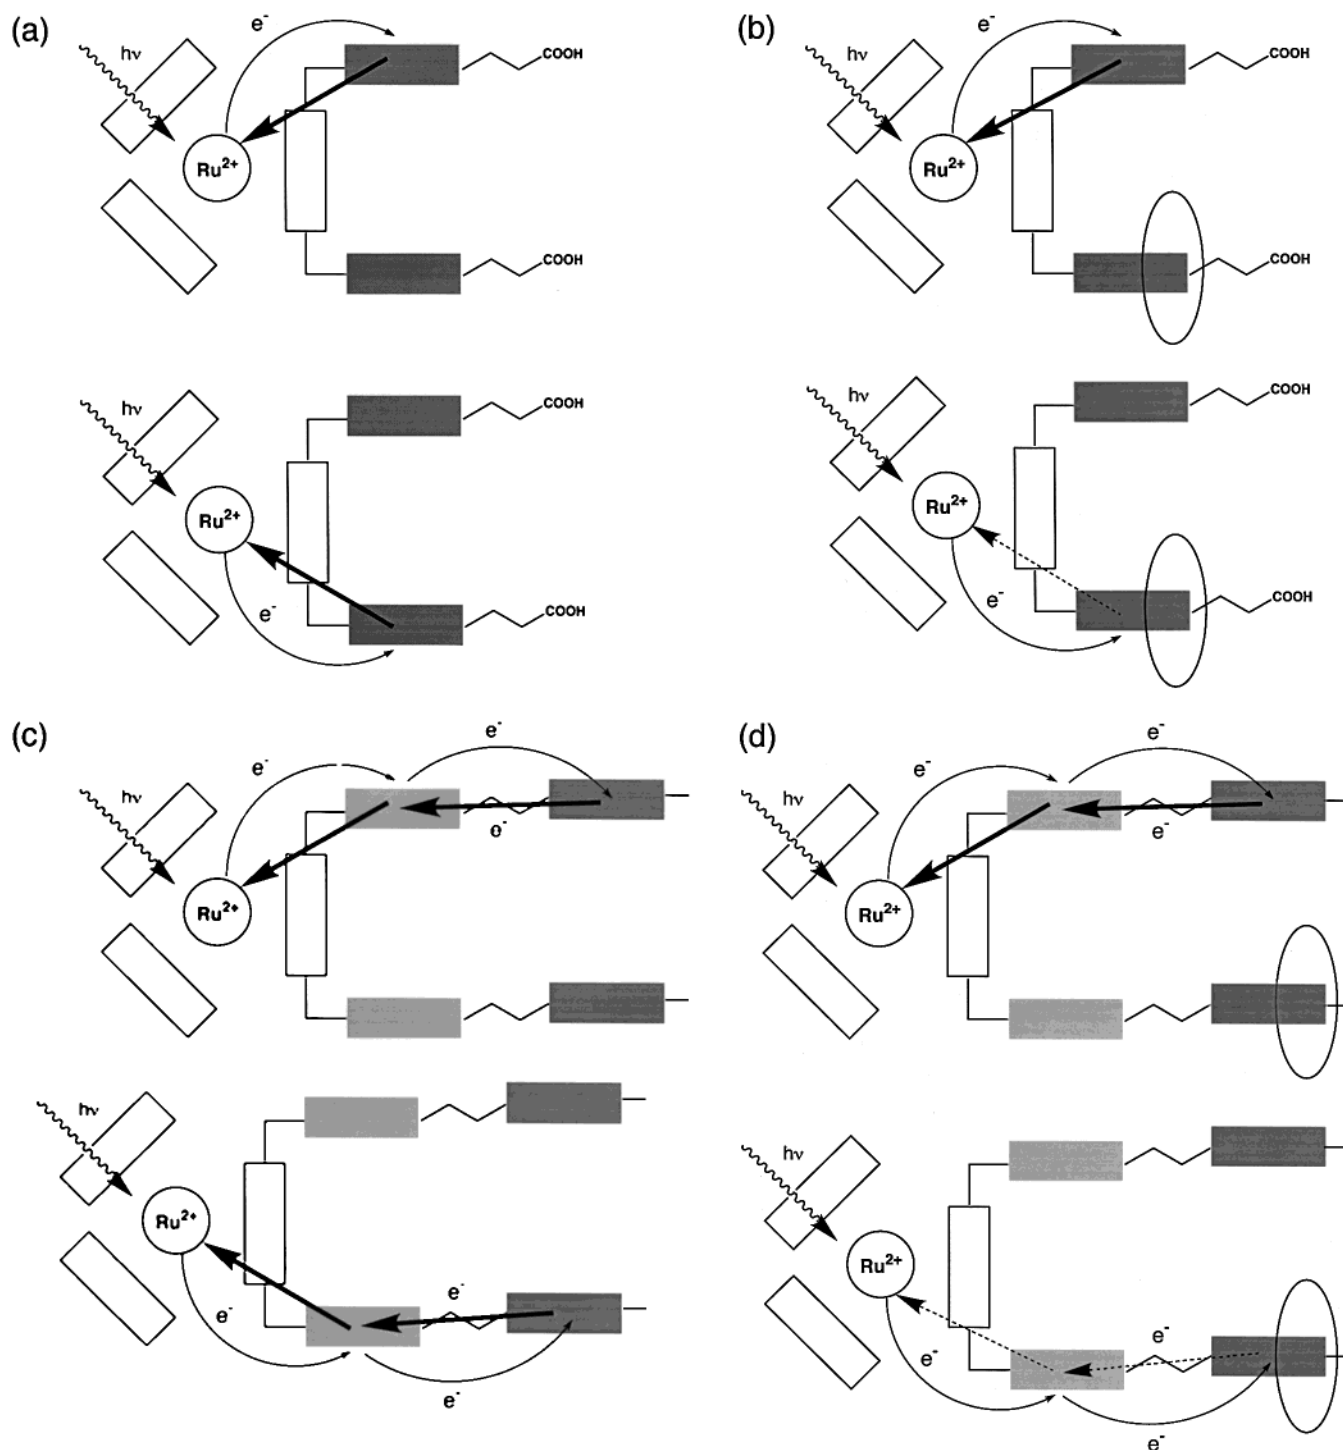 (a)
e-
hν
COOH
Ru2+
COOH
hν
COOH
Ru2+
e-
COOH
(b)
e-
hν
COOH
Ru2+
COOH
hν
COOH
Ru2+
e-
COOH
(c)
e-
e-
hν
e-
Ru2+
hν
Ru2+
e-
e-
e-
(d)
e-
e-
hν
e-
Ru2+
hν
Ru2+
e-
e-
e-